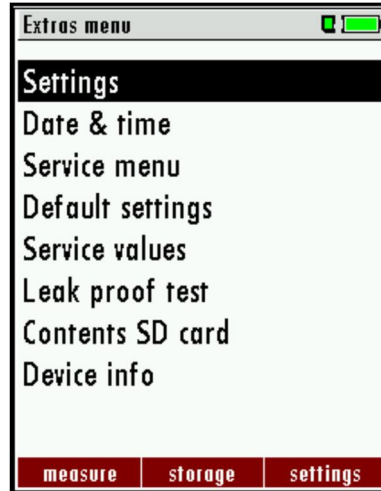 Extras menu
Settings
Date & time
Service menu
Default settings
Service values
Leak proof test
Contents SD card
Device info
measure storage settings